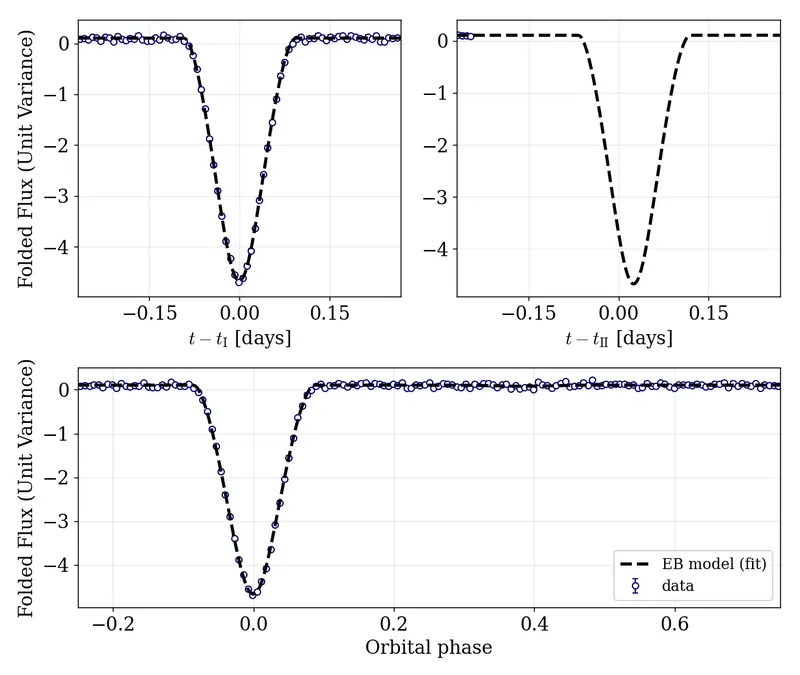 Folded Flux (Unit Variance)
0
−1
−2
−3
−4
−0.15 0.00 0.15
t − tI [days]
0
−1
−2
−3
−4
−0.15 0.00 0.15
t − tII [days]
Folded Flux (Unit Variance)
0
−1
−2
−3
−4
−0.2 0.0 0.2 0.4 0.6
Orbital phase
EB model (fit)
data